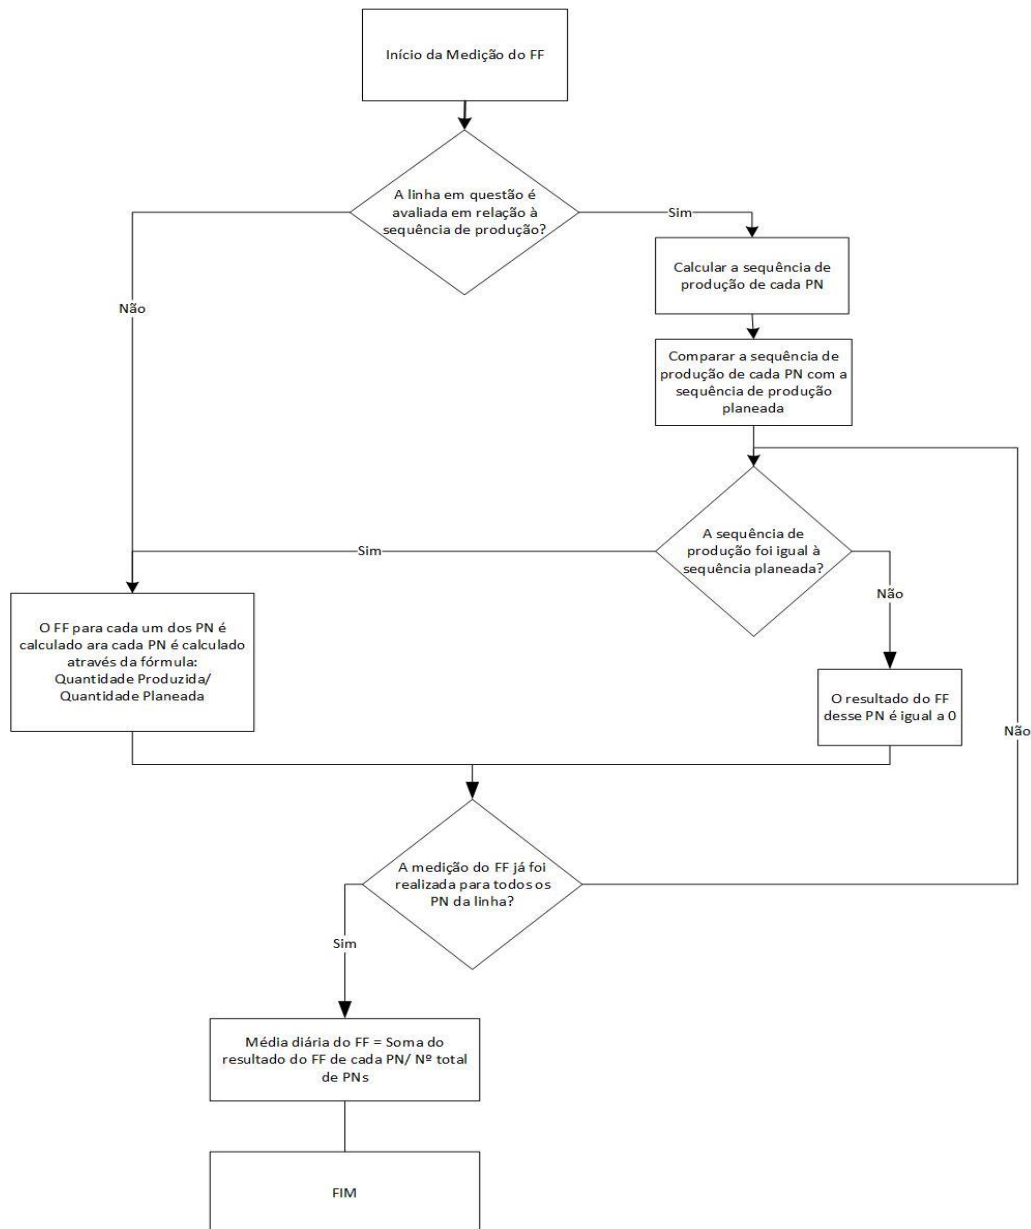 Início da Medição do FF
A linha em questão é
avaliada em relação à
sequência de produção?
Sim
Não
Calcular a sequência de
produção de cada PN
Comparar a sequência de
produção de cada PN com a
sequência de produção
planeada
A sequência de
produção foi igual à
sequência planeada?
Sim
Não
O FF para cada um dos PN é
calculado ara cada PN é calculado
através da fórmula:
Quantidade Produzida/
Quantidade Planeada
O resultado do FF
desse PN é igual a 0
Não
A medição do FF já foi
realizada para todos os
PN da linha?
Sim
Média diária do FF = Soma do
resultado do FF de cada PN/ Nº total
de PNs
FIM